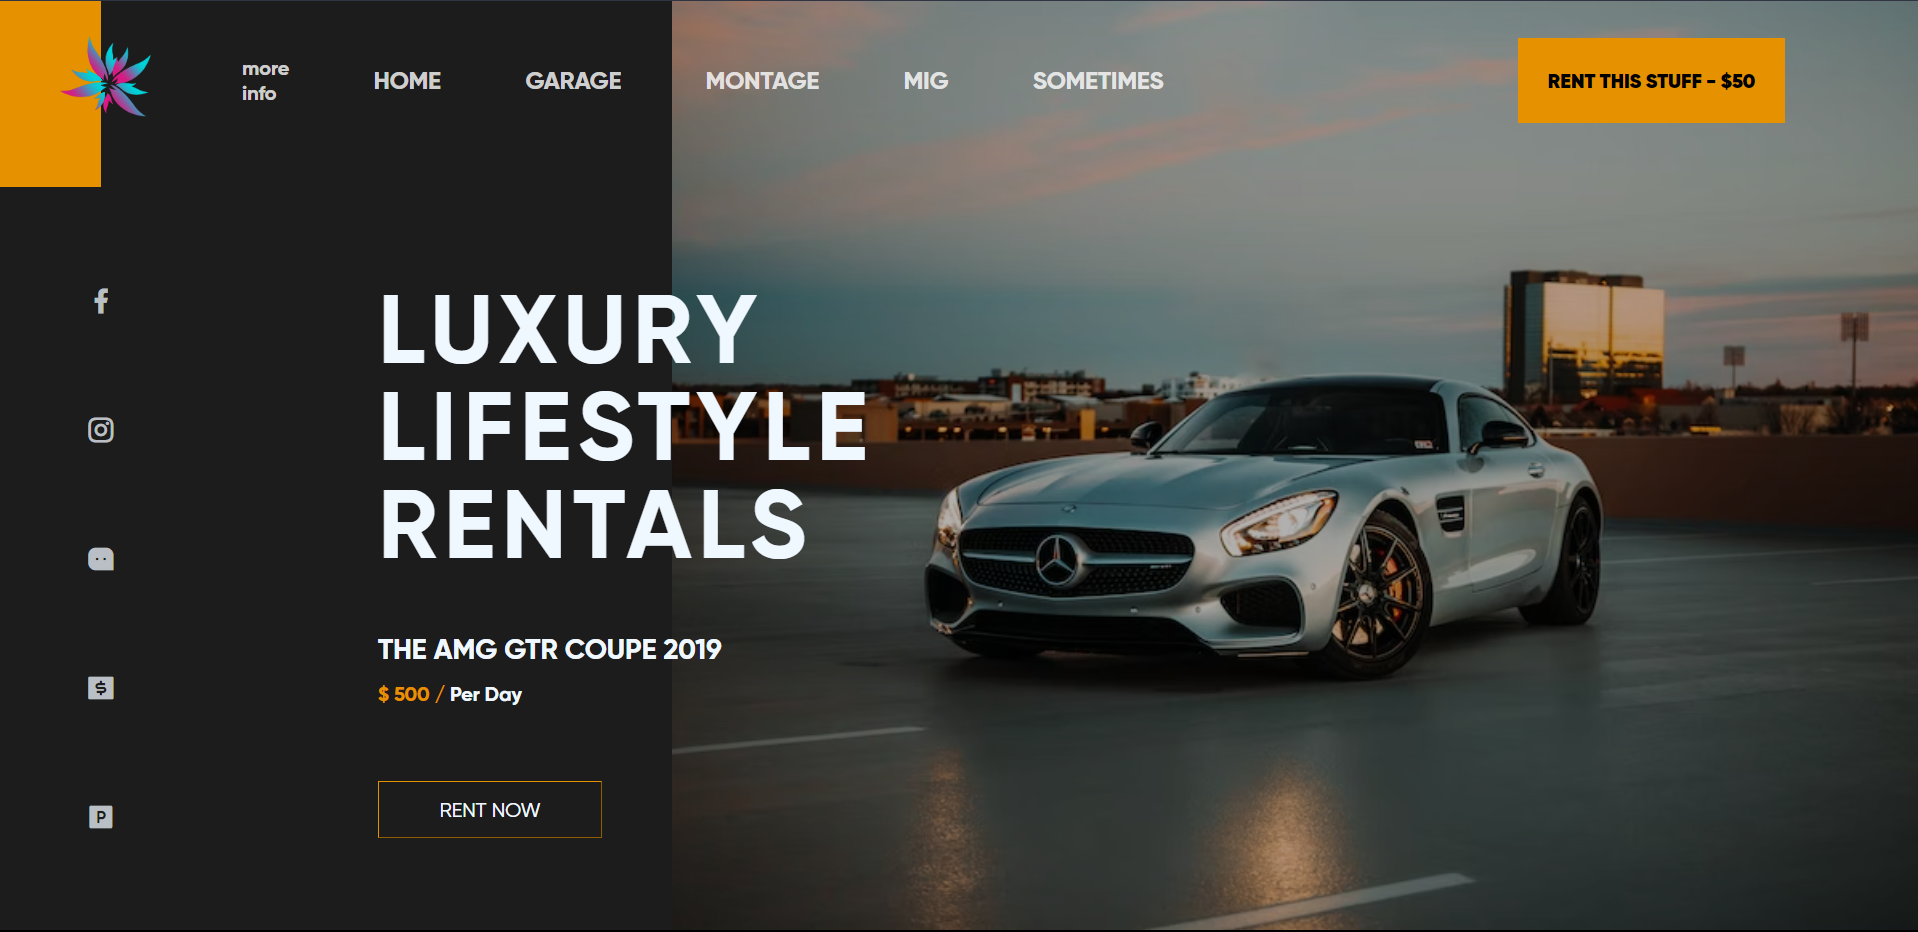 more
info
HOME
GARAGE
MONTAGE
MIG
SOMETIMES
RENT THIS STUFF - $50
LUXURY
LIFESTYLE
RENTALS
THE AMG GTR COUPE 2019
$ 500 / Per Day
RENT NOW